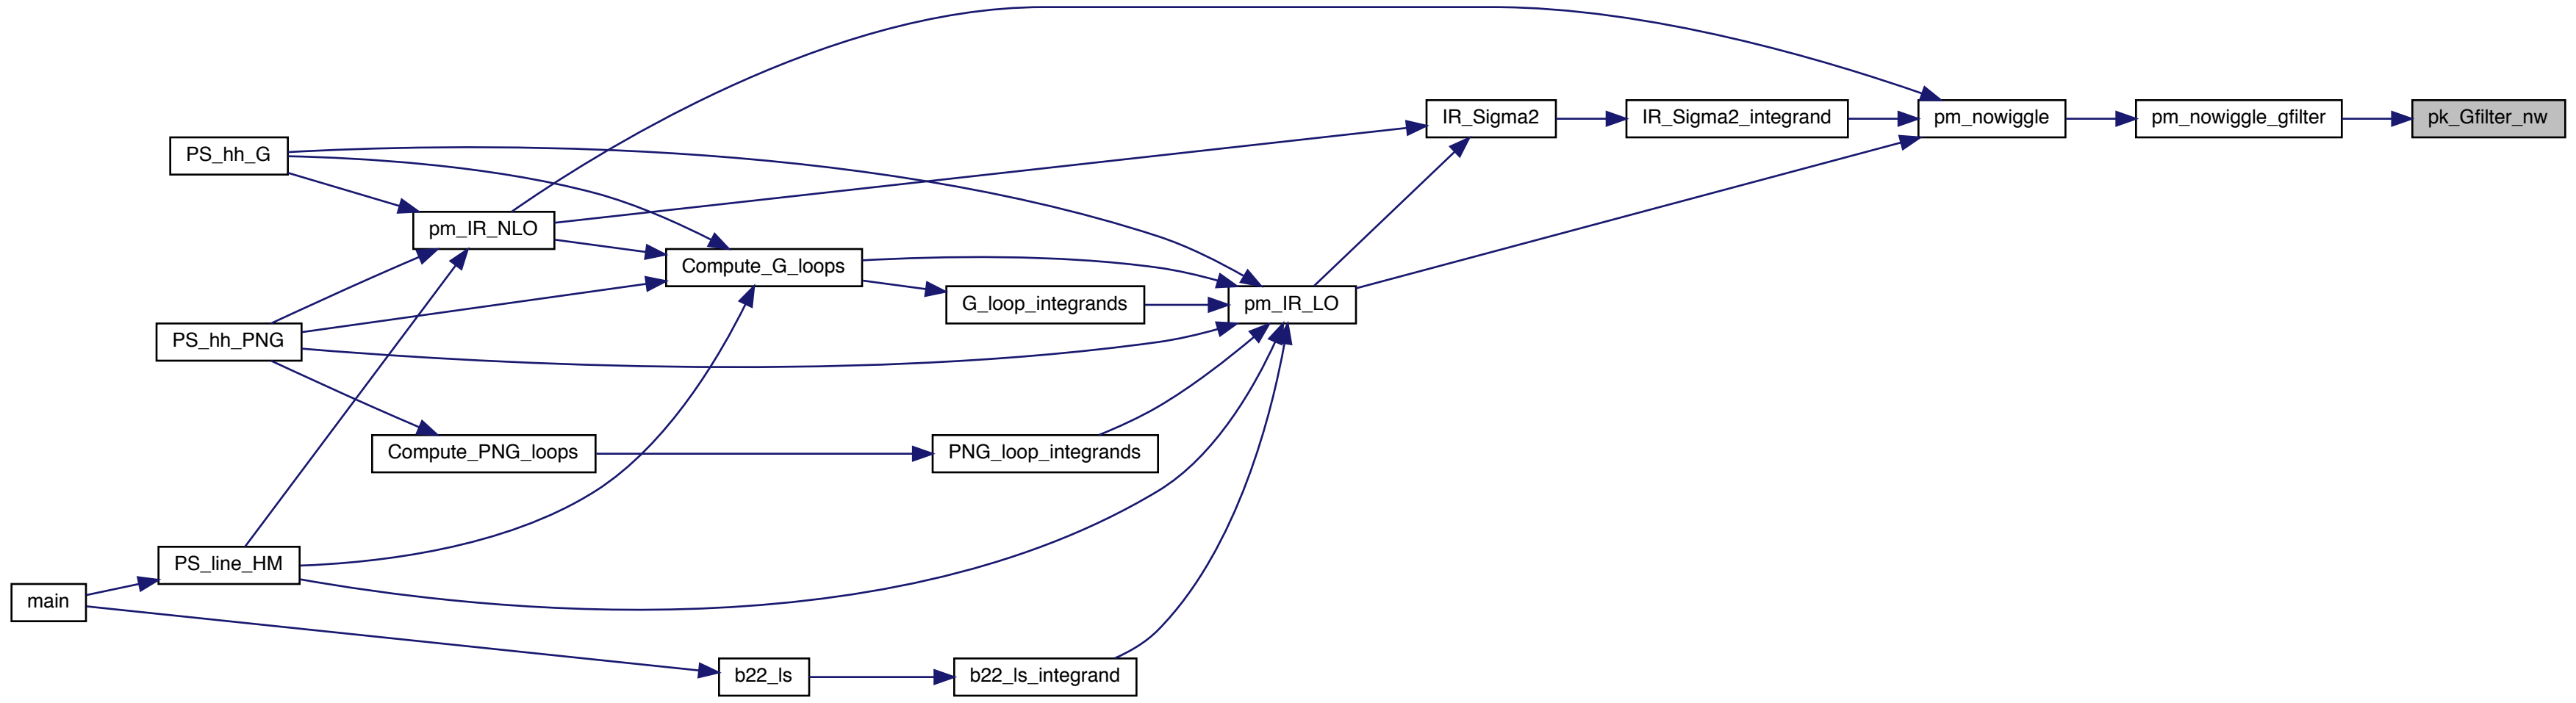 IR_Sigma2
IR_Sigma2_integrand
pm_nowiggle
pm_nowiggle_gfilter
pk_Gfilter_nw
PS_hh_G
pm_IR_NLO
Compute_G_loops
G_loop_integrands
pm_IR_LO
PS_hh_PNG
Compute_PNG_loops
PNG_loop_integrands
PS_line_HM
main
b22_ls
b22_ls_integrand